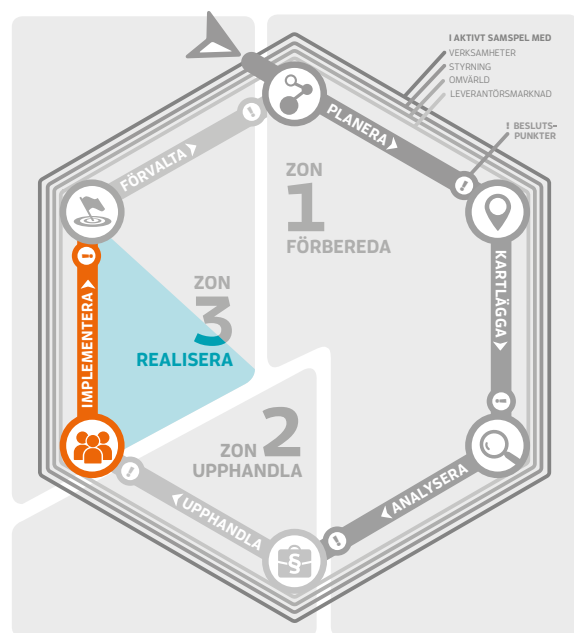 I AKTIVT SAMSPEL MED
VERKSAMHETER
STYRNING
OMVÄRLD
LEVERANTÖRSMARKNAD
! BESLUTS-
PUNKTER
PLANERA
!
KARTLÄGGA
!
ANALYSERA
!
§
UPPHANDLA
!
IMPLEMENTERA
!
FÖRVALTA
!
ZON
1
FÖRBEREDA
ZON
3
REALISERA
ZON 2
UPPHANDLA